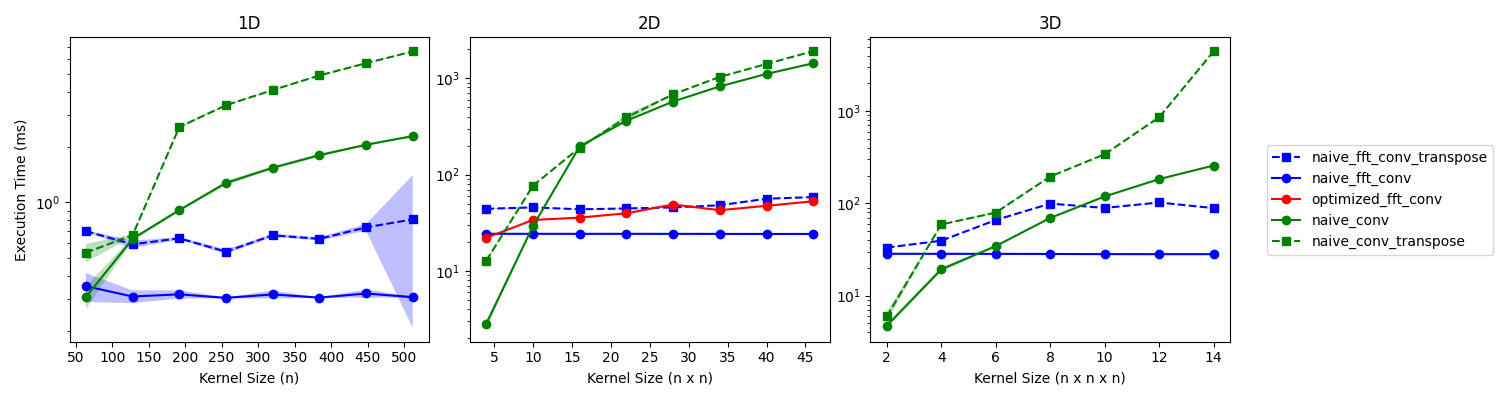 1D
2D
3D
Execution Time (ms)
10⁰
50 100 150 200 250 300 350 400 450 500
Kernel Size (n)
10³
10²
10¹
5 10 15 20 25 30 35 40 45
Kernel Size (n x n)
10³
10²
10¹
2 4 6 8 10 12 14
Kernel Size (n x n x n)
naive_fft_conv_transpose
naive_fft_conv
optimized_fft_conv
naive_conv
naive_conv_transpose